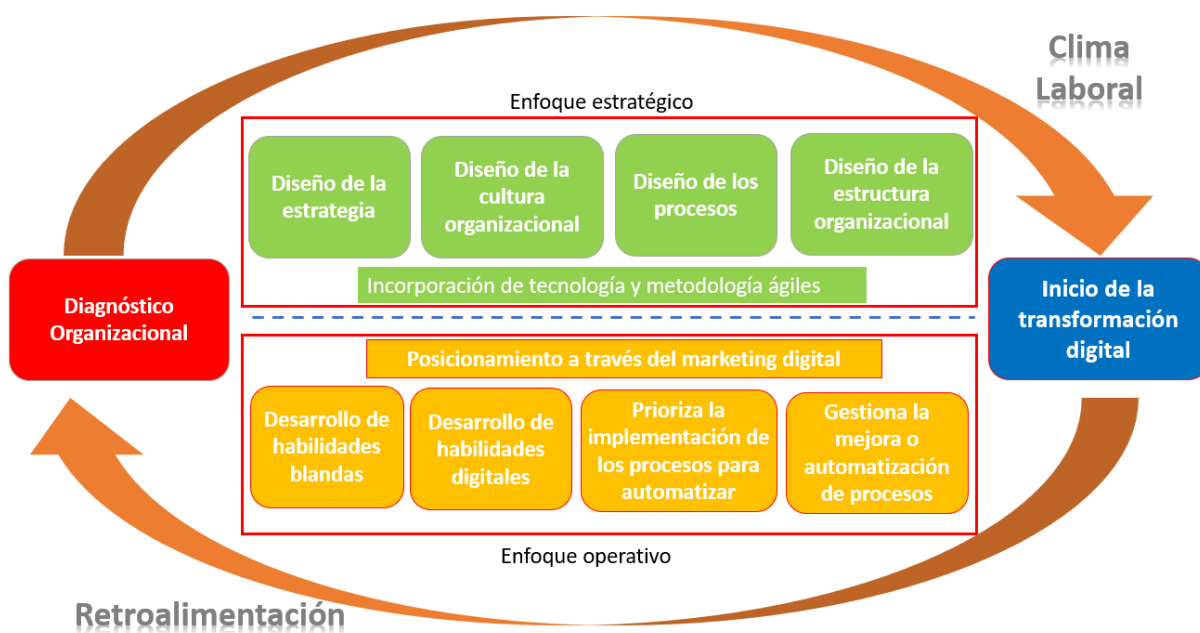 Clima
Laboral
Enfoque estratégico
Diseño de la
estrategia
Diseño de la
cultura
organizacional
Diseño de los
procesos
Diseño de la
estructura
organizacional
Incorporación de tecnología y metodología ágiles
Diagnóstico
Organizacional
Inicio de la
transformación
digital
Posicionamiento a través del marketing digital
Desarrollo de
habilidades
blandas
Desarrollo de
habilidades
digitales
Prioriza la
implementación de
los procesos para
automatizar
Gestiona la
mejora o
automatización
de procesos
Enfoque operativo
Retroalimentación